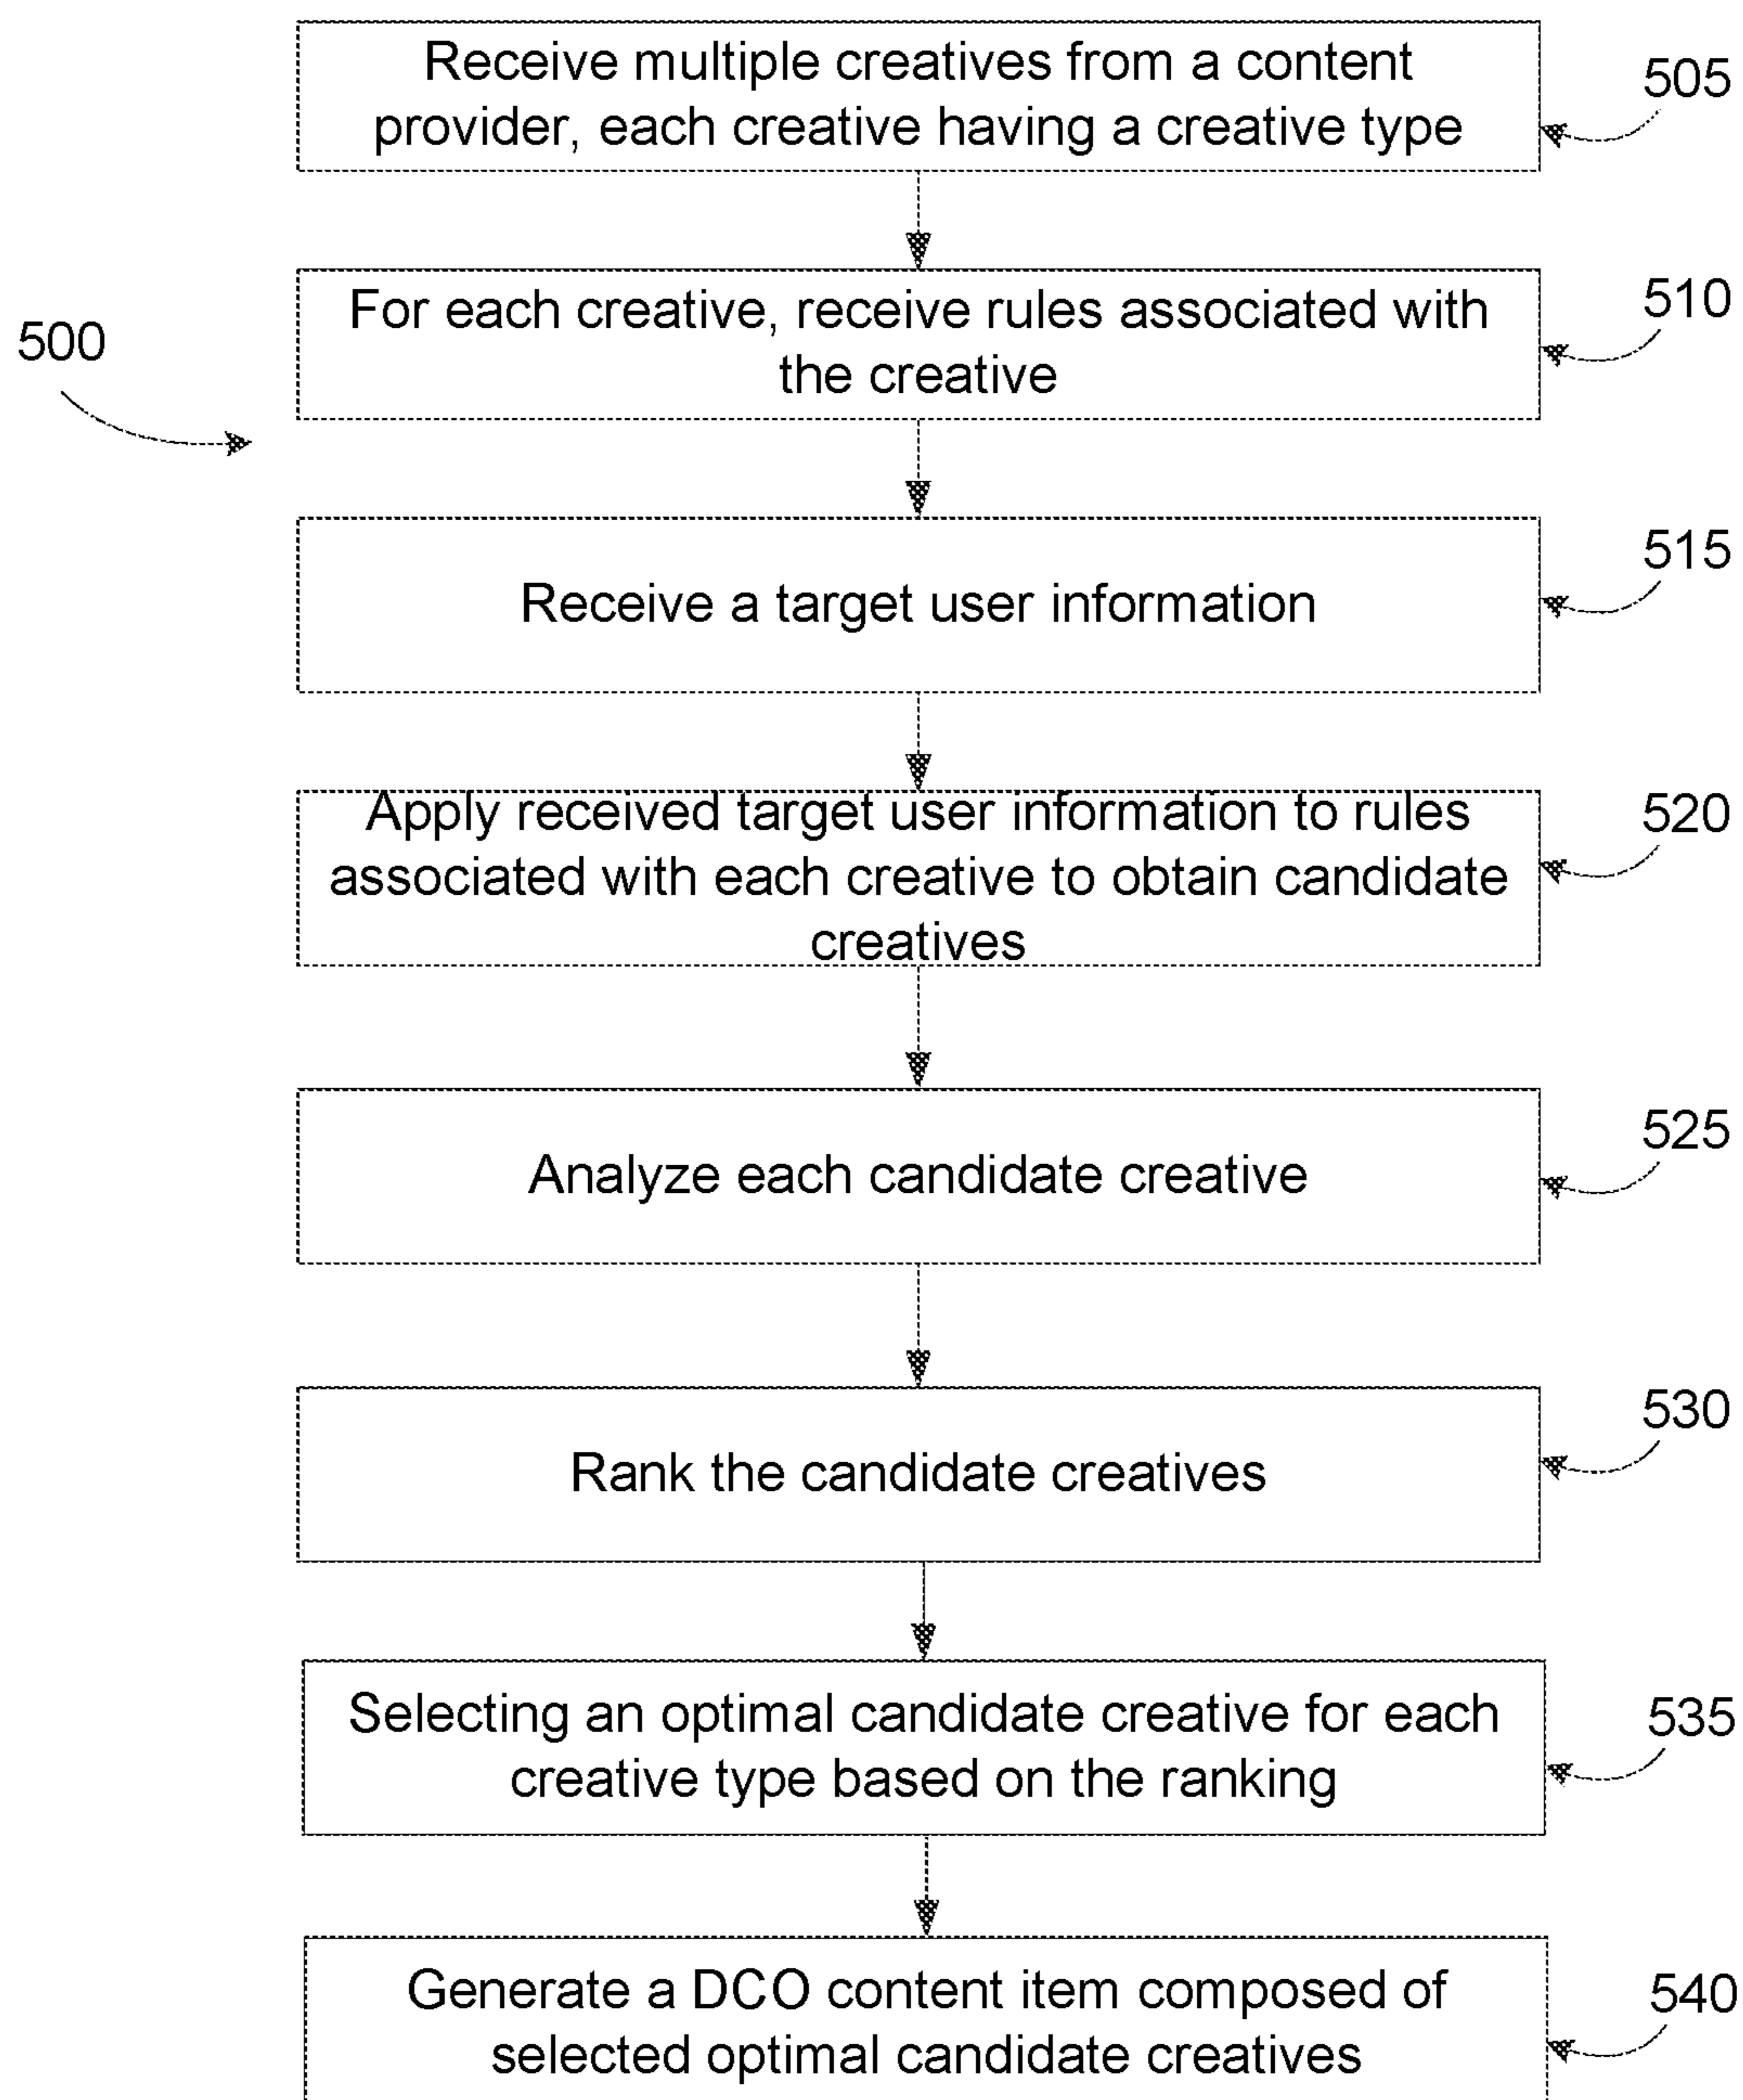 Receive multiple creatives from a content
provider, each creative having a creative type
505
For each creative, receive rules associated with
the creative
510
500
Receive a target user information
515
Apply received target user information to rules
associated with each creative to obtain candidate
creatives
520
Analyze each candidate creative
525
Rank the candidate creatives
530
Selecting an optimal candidate creative for each
creative type based on the ranking
535
Generate a DCO content item composed of
selected optimal candidate creatives
540